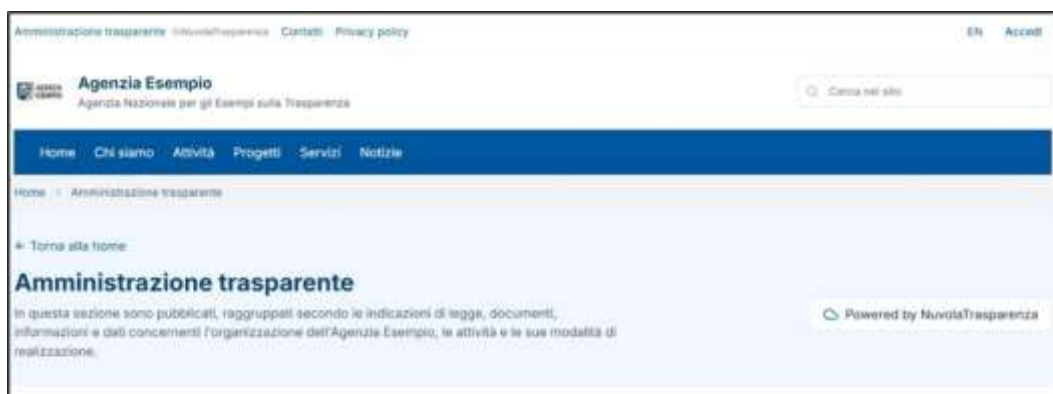 Amministrazione trasparente NuvolaTrasparenza Contatti Privacy policy EN Accedi
AGENZIA ESEMPIO
Agenzia Esempio
Agenzia Nazionale per gli Esempi sulla Trasparenza
Cerca nel sito
Home Chi siamo Attività Progetti Servizi Notizie
Home Amministrazione trasparente
← Torna alla home
Amministrazione trasparente
In questa sezione sono pubblicati, raggruppati secondo le indicazioni di legge, documenti,
informazioni e dati concernenti l'organizzazione dell'Agenzia Esempio, le attività e le sue modalità di
realizzazione.
Powered by NuvolaTrasparenza